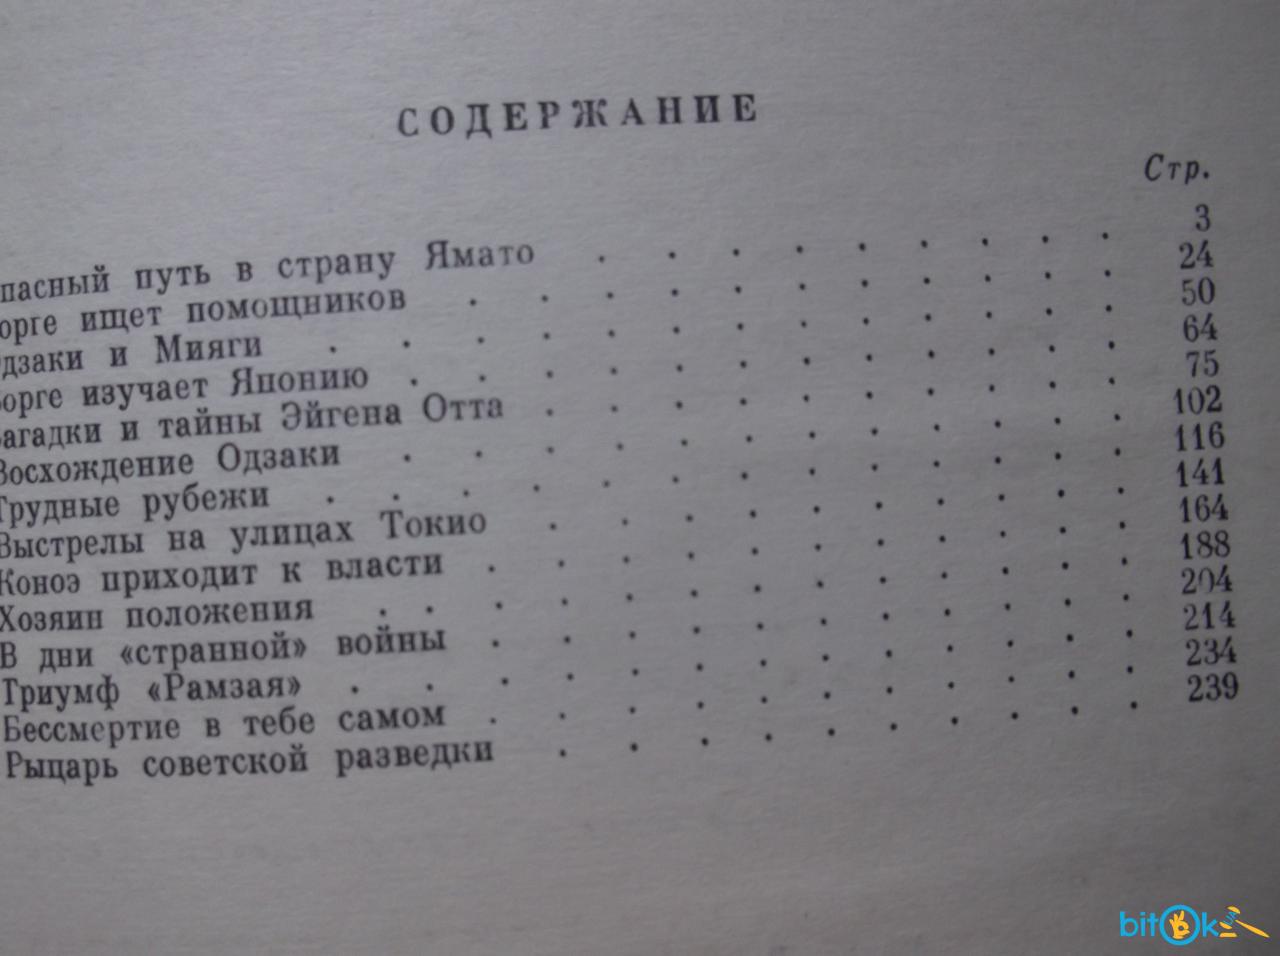 СОДЕРЖАНИЕ
Стр.
пасный путь в страну Ямато . . . . . . . . . 3
орге ищет помощников . . . . . . . . . . . 24
дзаки и Мияги . . . . . . . . . . . . 50
орге изучает Японию . . . . . . . . . . . 64
агадки и тайны Эйгена Отта . . . . . . . . . 75
Восхождение Одзаки . . . . . . . . . . . 102
Трудные рубежи . . . . . . . . . . . . 116
Выстрелы на улицах Токио . . . . . . . . . 141
Коноэ приходит к власти . . . . . . . . . . 164
Хозяин положения . . . . . . . . . . . . 188
В дни «странной» войны . . . . . . . . . . 204
Триумф «Рамзая» . . . . . . . . . . . . 214
Бессмертие в тебе самом . . . . . . . . . . 234
Рыцарь советской разведки . . . . . . . . . 239
bitok
UA